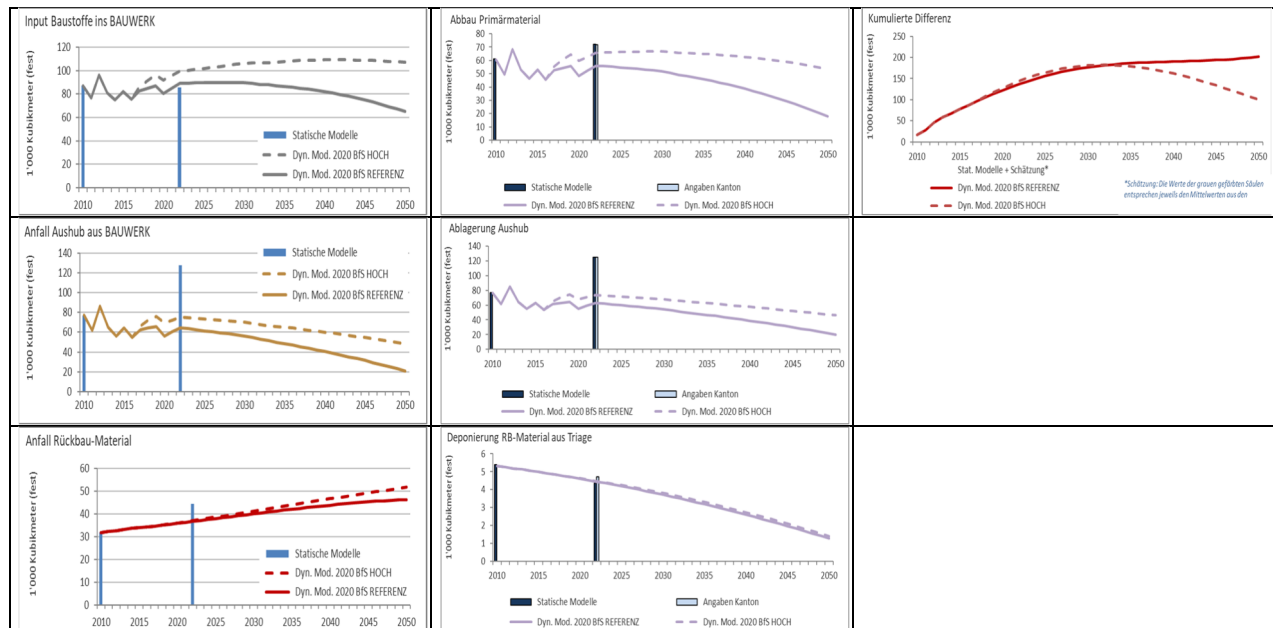 Input Baustoffe ins BAUWERK
1'000 Kubikmeter (fest)
120
100
80
60
40
20
0
Statische Modelle
Dyn. Mod. 2020 BfS HOCH
Dyn. Mod. 2020 BfS REFERENZ
2010 2015 2020 2025 2030 2035 2040 2045 2050
Abbau Primärmaterial
1'000 Kubikmeter (fest)
80
70
60
50
40
30
20
10
0
2010 2015 2020 2025 2030 2035 2040 2045 2050
Statische Modelle Angaben Kanton
Dyn. Mod. 2020 BfS REFERENZ Dyn. Mod. 2020 BfS HOCH
Kumulierte Differenz
1'000 Kubikmeter (fest)
250
200
150
100
50
0
2010 2015 2020 2025 2030 2035 2040 2045 2050
Stat. Modelle + Schätzung*
Dyn. Mod. 2020 BfS REFERENZ
Dyn. Mod. 2020 BfS HOCH
*Schätzung: Die Werte der grauen gefärbten Säulen
entsprechen jeweils den Mittelwerten aus den
Anfall Aushub aus BAUWERK
1'000 Kubikmeter (fest)
140
120
100
80
60
40
20
0
Statische Modelle
Dyn. Mod. 2020 BfS HOCH
Dyn. Mod. 2020 BfS REFERENZ
2010 2015 2020 2025 2030 2035 2040 2045 2050
Ablagerung Aushub
1'000 Kubikmeter (fest)
140
120
100
80
60
40
20
0
2010 2015 2020 2025 2030 2035 2040 2045 2050
Statische Modelle Angaben Kanton
Dyn. Mod. 2020 BfS REFERENZ Dyn. Mod. 2020 BfS HOCH
Anfall Rückbau-Material
1'000 Kubikmeter (fest)
60
50
40
30
20
10
0
Statische Modelle
Dyn. Mod. 2020 BfS HOCH
Dyn. Mod. 2020 BfS REFERENZ
2010 2015 2020 2025 2030 2035 2040 2045 2050
Deponierung RB-Material aus Triage
1'000 Kubikmeter (fest)
6
5
4
3
2
1
0
2010 2015 2020 2025 2030 2035 2040 2045 2050
Statische Modelle Angaben Kanton
Dyn. Mod. 2020 BfS REFERENZ Dyn. Mod. 2020 BfS HOCH